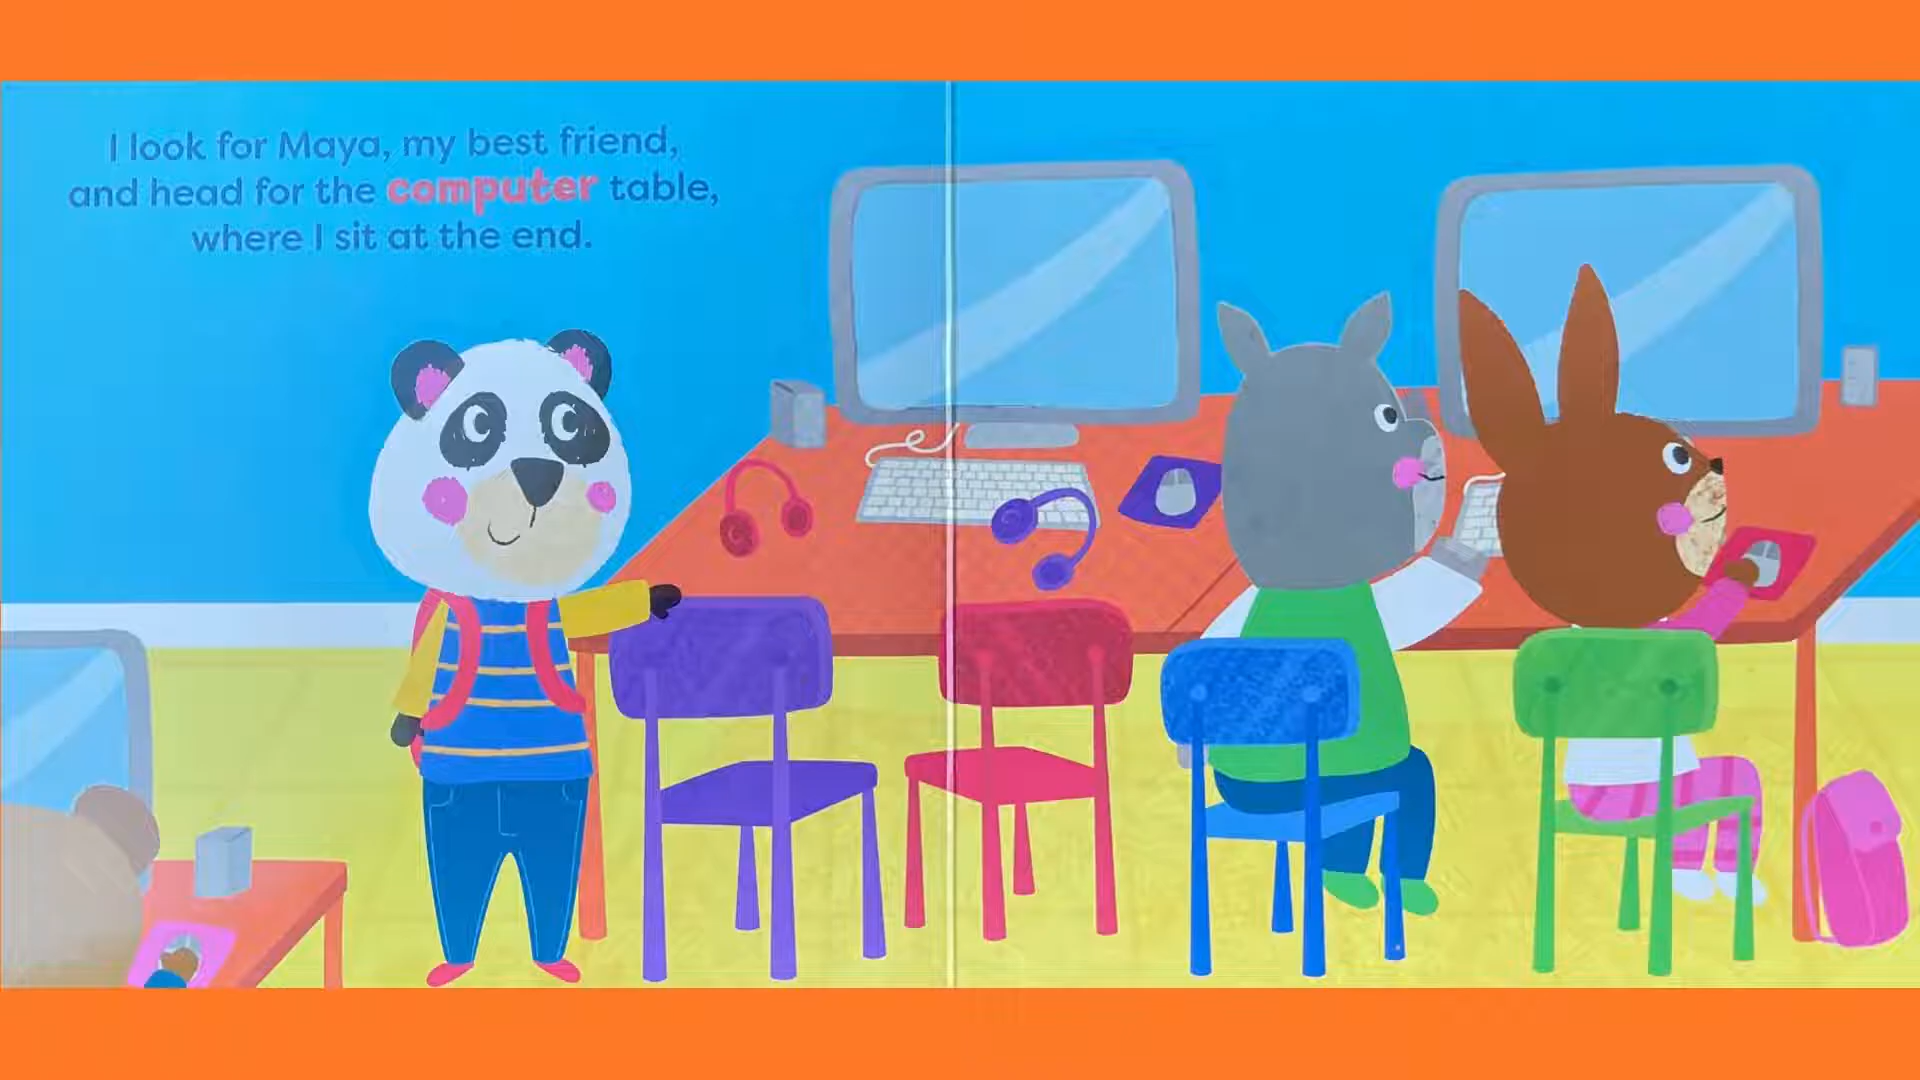 I look for Maya, my best friend,
and head for the computer table,
where I sit at the end.